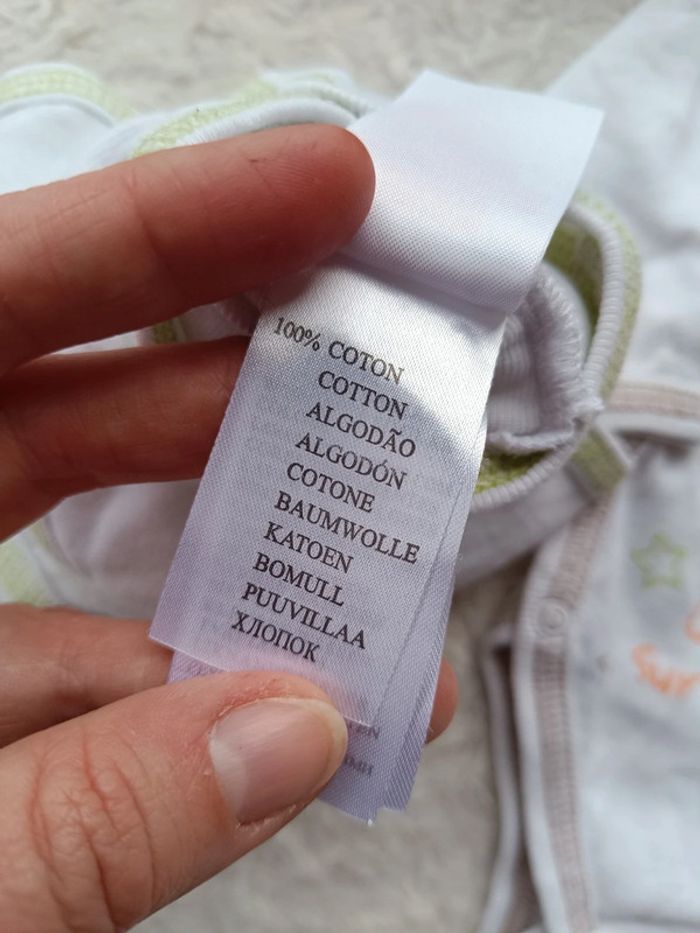 100% COTON
COTTON
ALGODÃO
ALGODÓN
COTONE
BAUMWOLLE
KATOEN
BOMULL
PUUVILLAA
ХЛОПОК